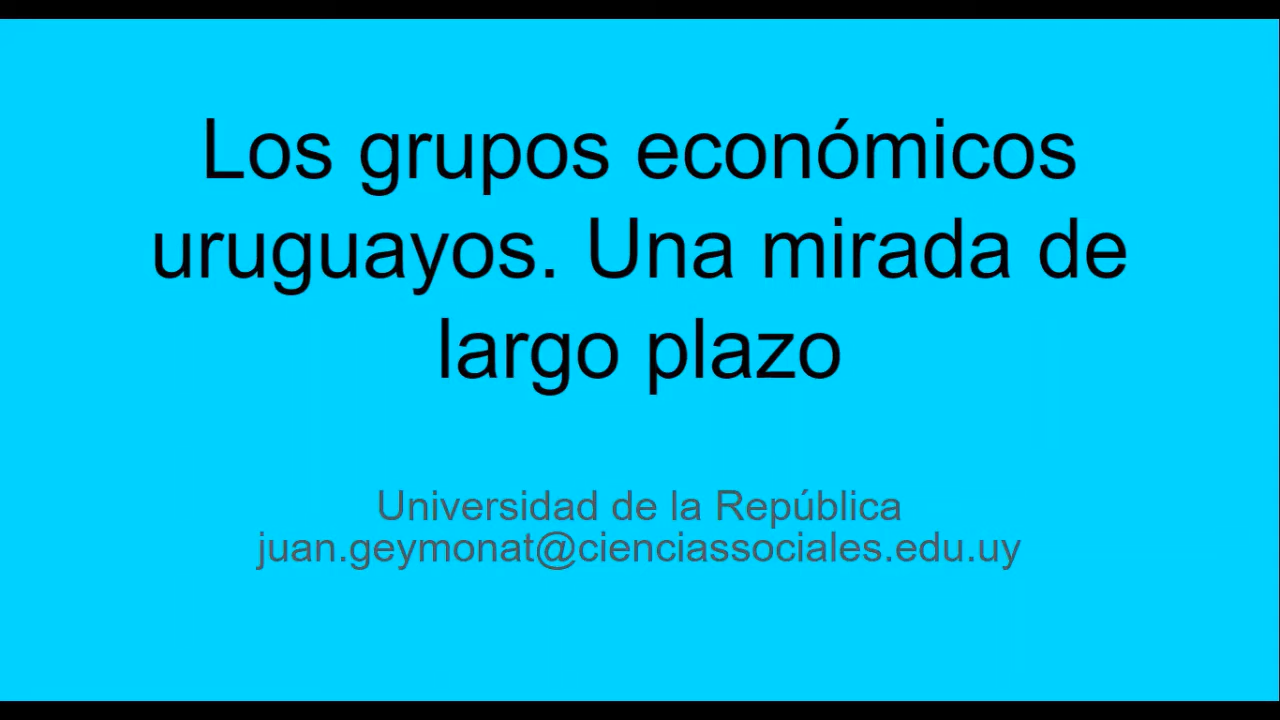 Los grupos económicos
uruguayos. Una mirada de
largo plazo
Universidad de la República
juan.geymonat@cienciassociales.edu.uy